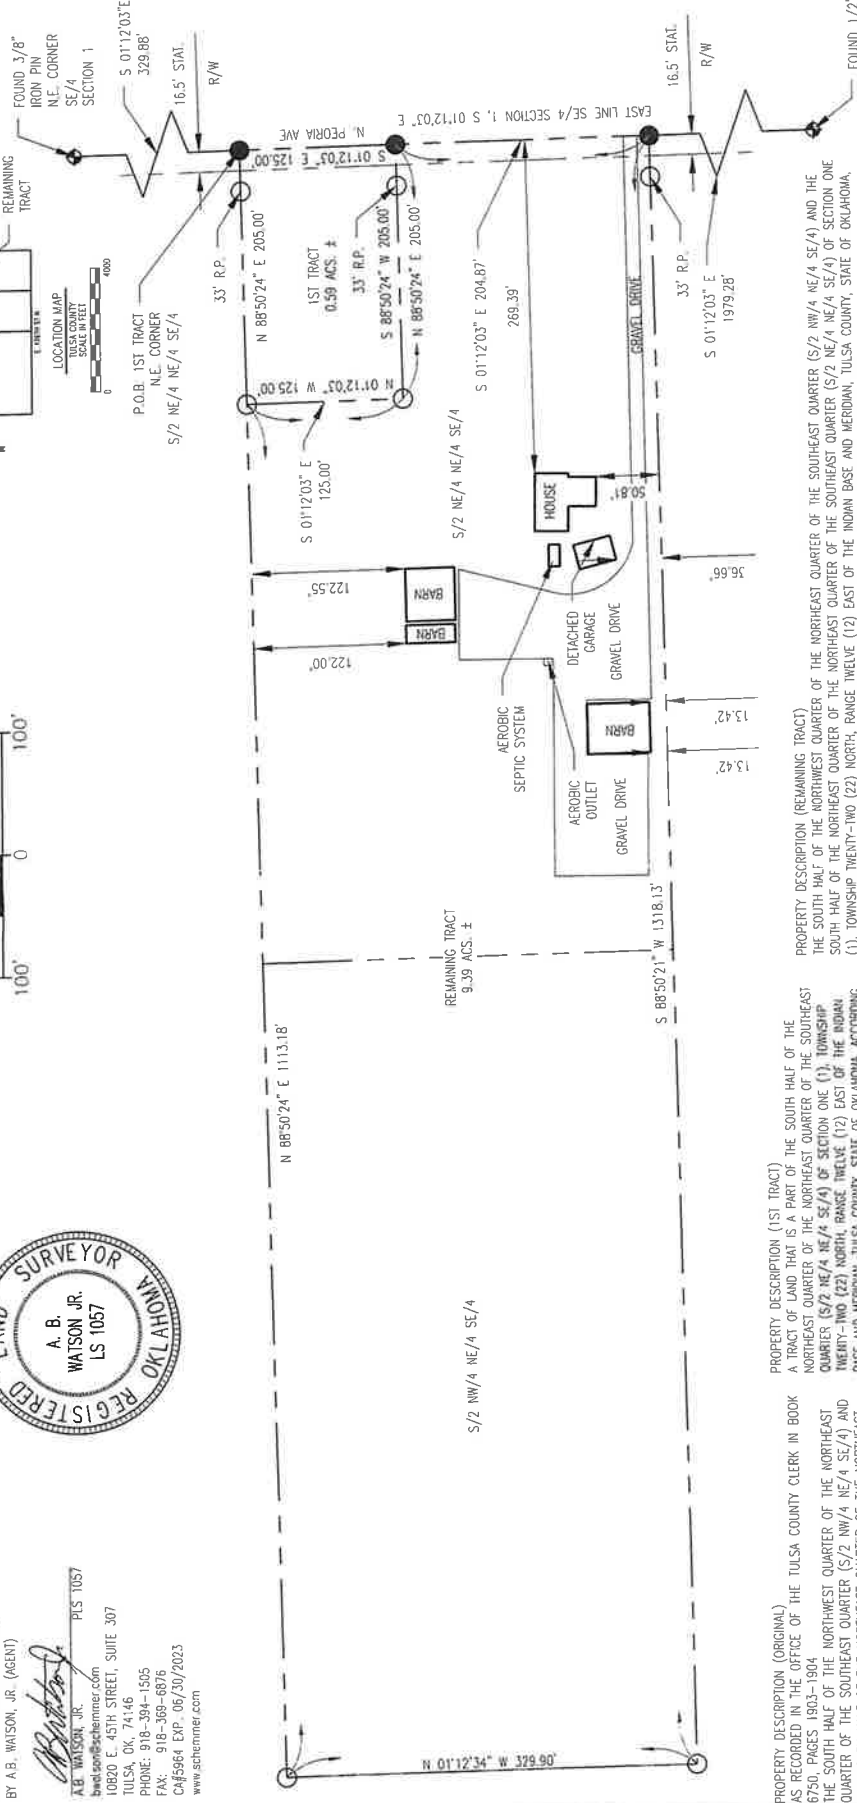 FOUND 3/8"
IRON PIN
N.E. CORNER
SE/4
SECTION 1
S 01°12'03"E
329.88'
16.5' STAT.
R/W
REMAINING
TRACT
LOCATION MAP
TULSA COUNTY
SCALE IN FEET
0 4000
P.O.B. 1ST TRACT
N.E. CORNER
S/2 NE/4 NE/4 SE/4
33' R.P.
N 88°50'24" E 205.00'
S 01°12'03" E 125.00'
N. PEORIA AVE
1ST TRACT
0.59 ACS. ±
33' R.P.
S 88°50'24" W 205.00'
N 88°50'24" E 205.00'
N 01°12'03" W 125.00'
S 01°12'03" E
125.00'
EAST LINE SE/4 SECTION 1, S 01°12'03" E
S 01°12'03" E 204.87'
269.39'
GRAVEL DRIVE
16.5' STAT.
R/W
33' R.P.
S 01°12'03" E
1979.28'
FOUND 1/2"
S/2 NE/4 NE/4 SE/4
HOUSE
50.81'
36.66'
122.55'
122.00'
BARN
BARN
DETACHED
GARAGE
GRAVEL DRIVE
AEROBIC
SEPTIC SYSTEM
AEROBIC
OUTLET
GRAVEL DRIVE
BARN
13.42'
13.42'
100' 0 100'
REMAINING TRACT
9.39 ACS. ±
N 88°50'24" E 1113.18'
S 88°50'21" W 1318.13'
S/2 NW/4 NE/4 SE/4
N 01°12'34" W 329.90'
REGISTERED LAND SURVEYOR
A. B.
WATSON JR.
LS 1057
OKLAHOMA
BY A.B. WATSON, JR. (AGENT)
A.B. WATSON, JR. PLS 1057
bwatson@schemmer.com
10820 E. 45TH STREET, SUITE 307
TULSA, OK, 74146
PHONE: 918-394-1505
FAX: 918-369-6876
CA#5964 EXP. 06/30/2023
www.schemmer.com
PROPERTY DESCRIPTION (ORIGINAL)
AS RECORDED IN THE OFFICE OF THE TULSA COUNTY CLERK IN BOOK
6750, PAGES 1903-1904
THE SOUTH HALF OF THE NORTHWEST QUARTER OF THE NORTHEAST
QUARTER OF THE SOUTHEAST QUARTER (S/2 NW/4 NE/4 SE/4) AND
PROPERTY DESCRIPTION (1ST TRACT)
A TRACT OF LAND THAT IS A PART OF THE SOUTH HALF OF THE
NORTHEAST QUARTER OF THE NORTHEAST QUARTER OF THE SOUTHEAST
QUARTER (S/2 NE/4 NE/4 SE/4) OF SECTION ONE (1), TOWNSHIP
TWENTY-TWO (22) NORTH, RANGE TWELVE (12) EAST OF THE INDIAN
BASE AND MERIDIAN, TULSA COUNTY, STATE OF OKLAHOMA, ACCORDING
PROPERTY DESCRIPTION (REMAINING TRACT)
THE SOUTH HALF OF THE NORTHWEST QUARTER OF THE NORTHEAST QUARTER OF THE SOUTHEAST QUARTER (S/2 NW/4 NE/4 SE/4) AND THE
SOUTH HALF OF THE NORTHEAST QUARTER OF THE NORTHEAST QUARTER OF THE SOUTHEAST QUARTER (S/2 NE/4 NE/4 SE/4) OF SECTION ONE
(1), TOWNSHIP TWENTY-TWO (22) NORTH, RANGE TWELVE (12) EAST OF THE INDIAN BASE AND MERIDIAN, TULSA COUNTY, STATE OF OKLAHOMA,